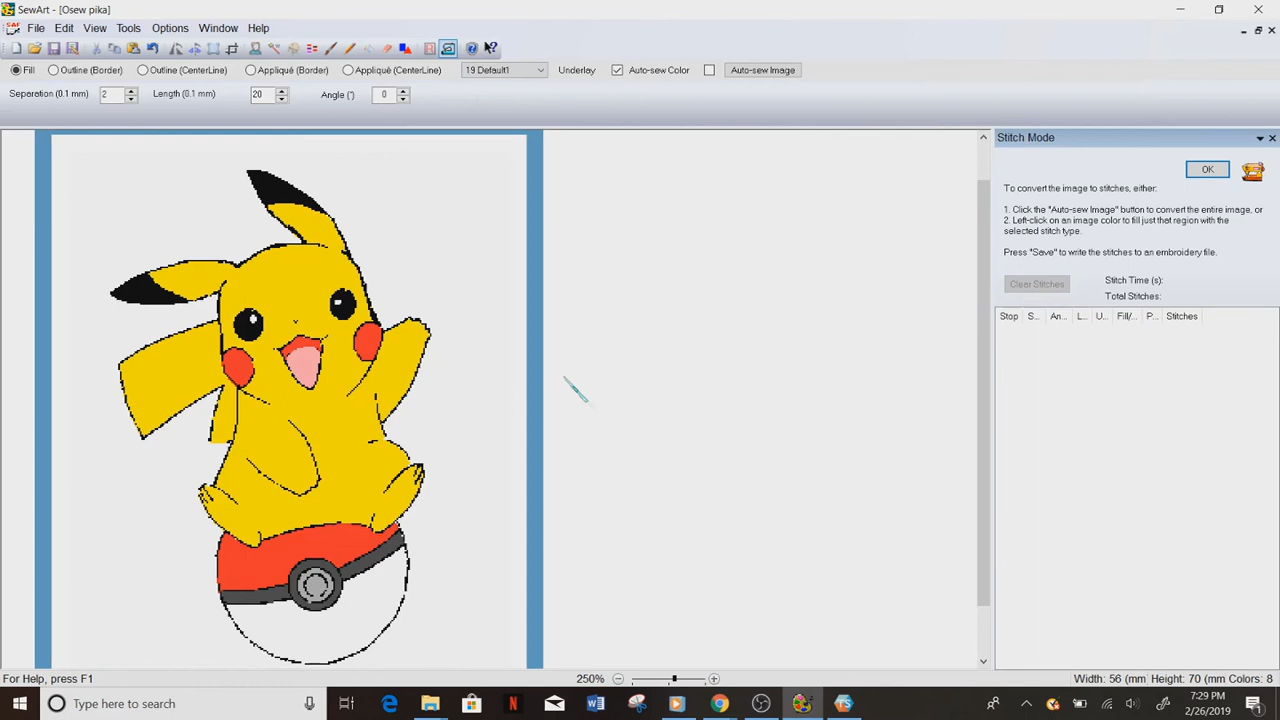 SewArt - [Osew pika]
File Edit View Tools Options Window Help
Fill Outline (Border) Outline (CenterLine) Appliqué (Border) Appliqué (CenterLine) 19 Default1 Underlay Auto-sew Color Auto-sew Image
Separation (0.1 mm) 2 Length (0.1 mm) 20 Angle (°) 0
Stitch Mode
OK
To convert the image to stitches, either:
1. Click the "Auto-sew Image" button to convert the entire image, or
2. Left-click on an image color to fill just that region with the
selected stitch type.
Press "Save" to write the stitches to an embroidery file.
Clear Stitches Stitch Time (s):
Total Stitches:
Stop S... An... L... U... Fill/... P... Stitches
For Help, press F1 250% Width: 56 (mm Height: 70 (mm Colors: 8
Type here to search
7:29 PM
2/26/2019